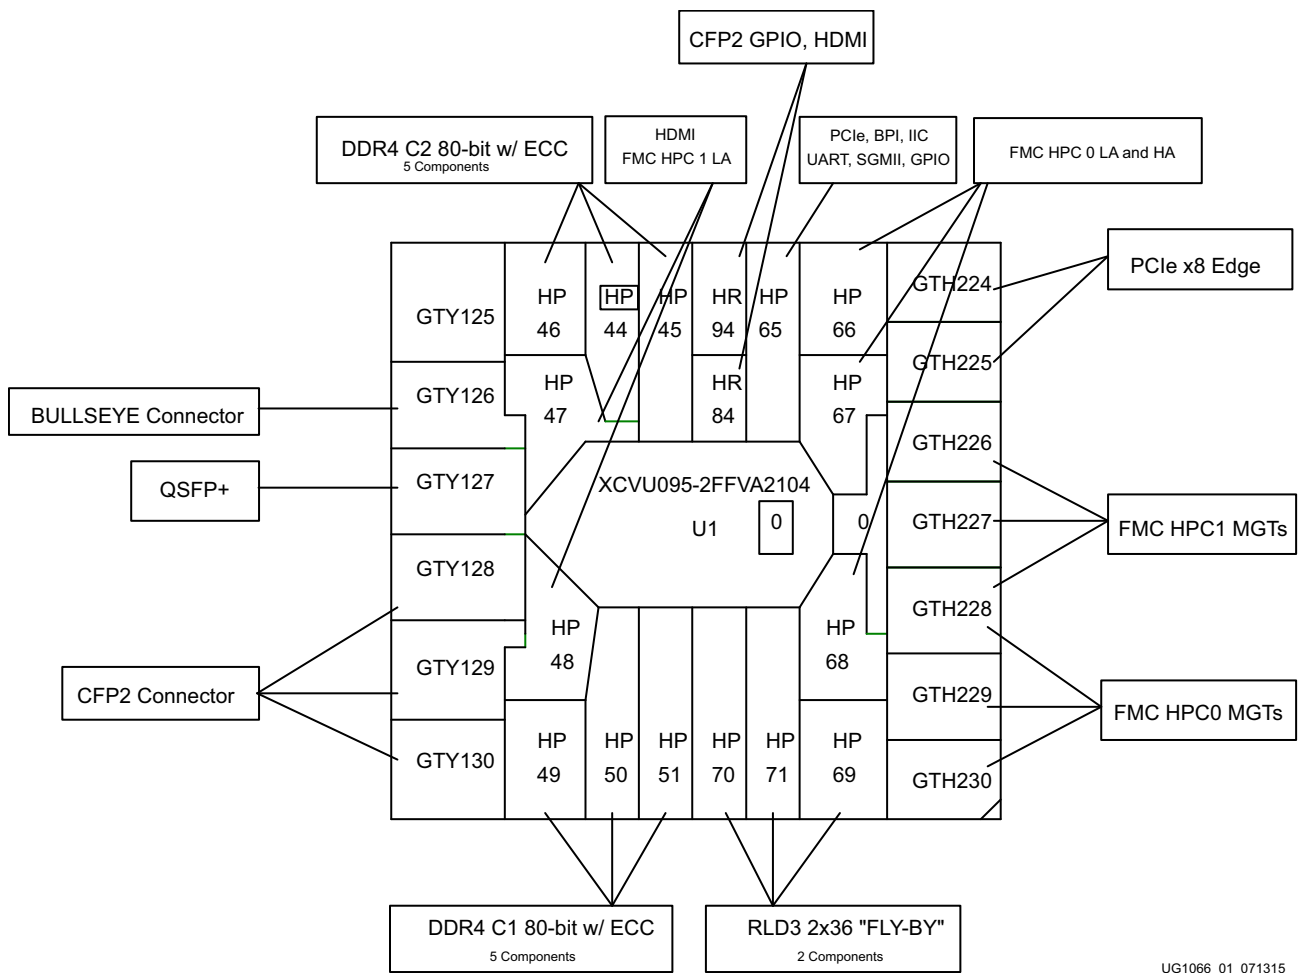 CFP2 GPIO, HDMI
DDR4 C2 80-bit w/ ECC
5 Components
HDMI
FMC HPC 1 LA
PCIe, BPI, IIC
UART, SGMII, GPIO
FMC HPC 0 LA and HA
PCIe x8 Edge
BULLSEYE Connector
QSFP+
CFP2 Connector
FMC HPC1 MGTs
FMC HPC0 MGTs
GTY125
GTY126
GTY127
GTY128
GTY129
GTY130
HP
46
HP
44
HP
45
HR
94
HP
65
HP
66
HP
47
HR
84
HP
67
GTH224
GTH225
GTH226
GTH227
GTH228
GTH229
GTH230
XCVU095-2FFVA2104
U1
0
0
HP
48
HP
68
HP
49
HP
50
HP
51
HP
70
HP
71
HP
69
DDR4 C1 80-bit w/ ECC
5 Components
RLD3 2x36 "FLY-BY"
2 Components
UG1066_01_071315